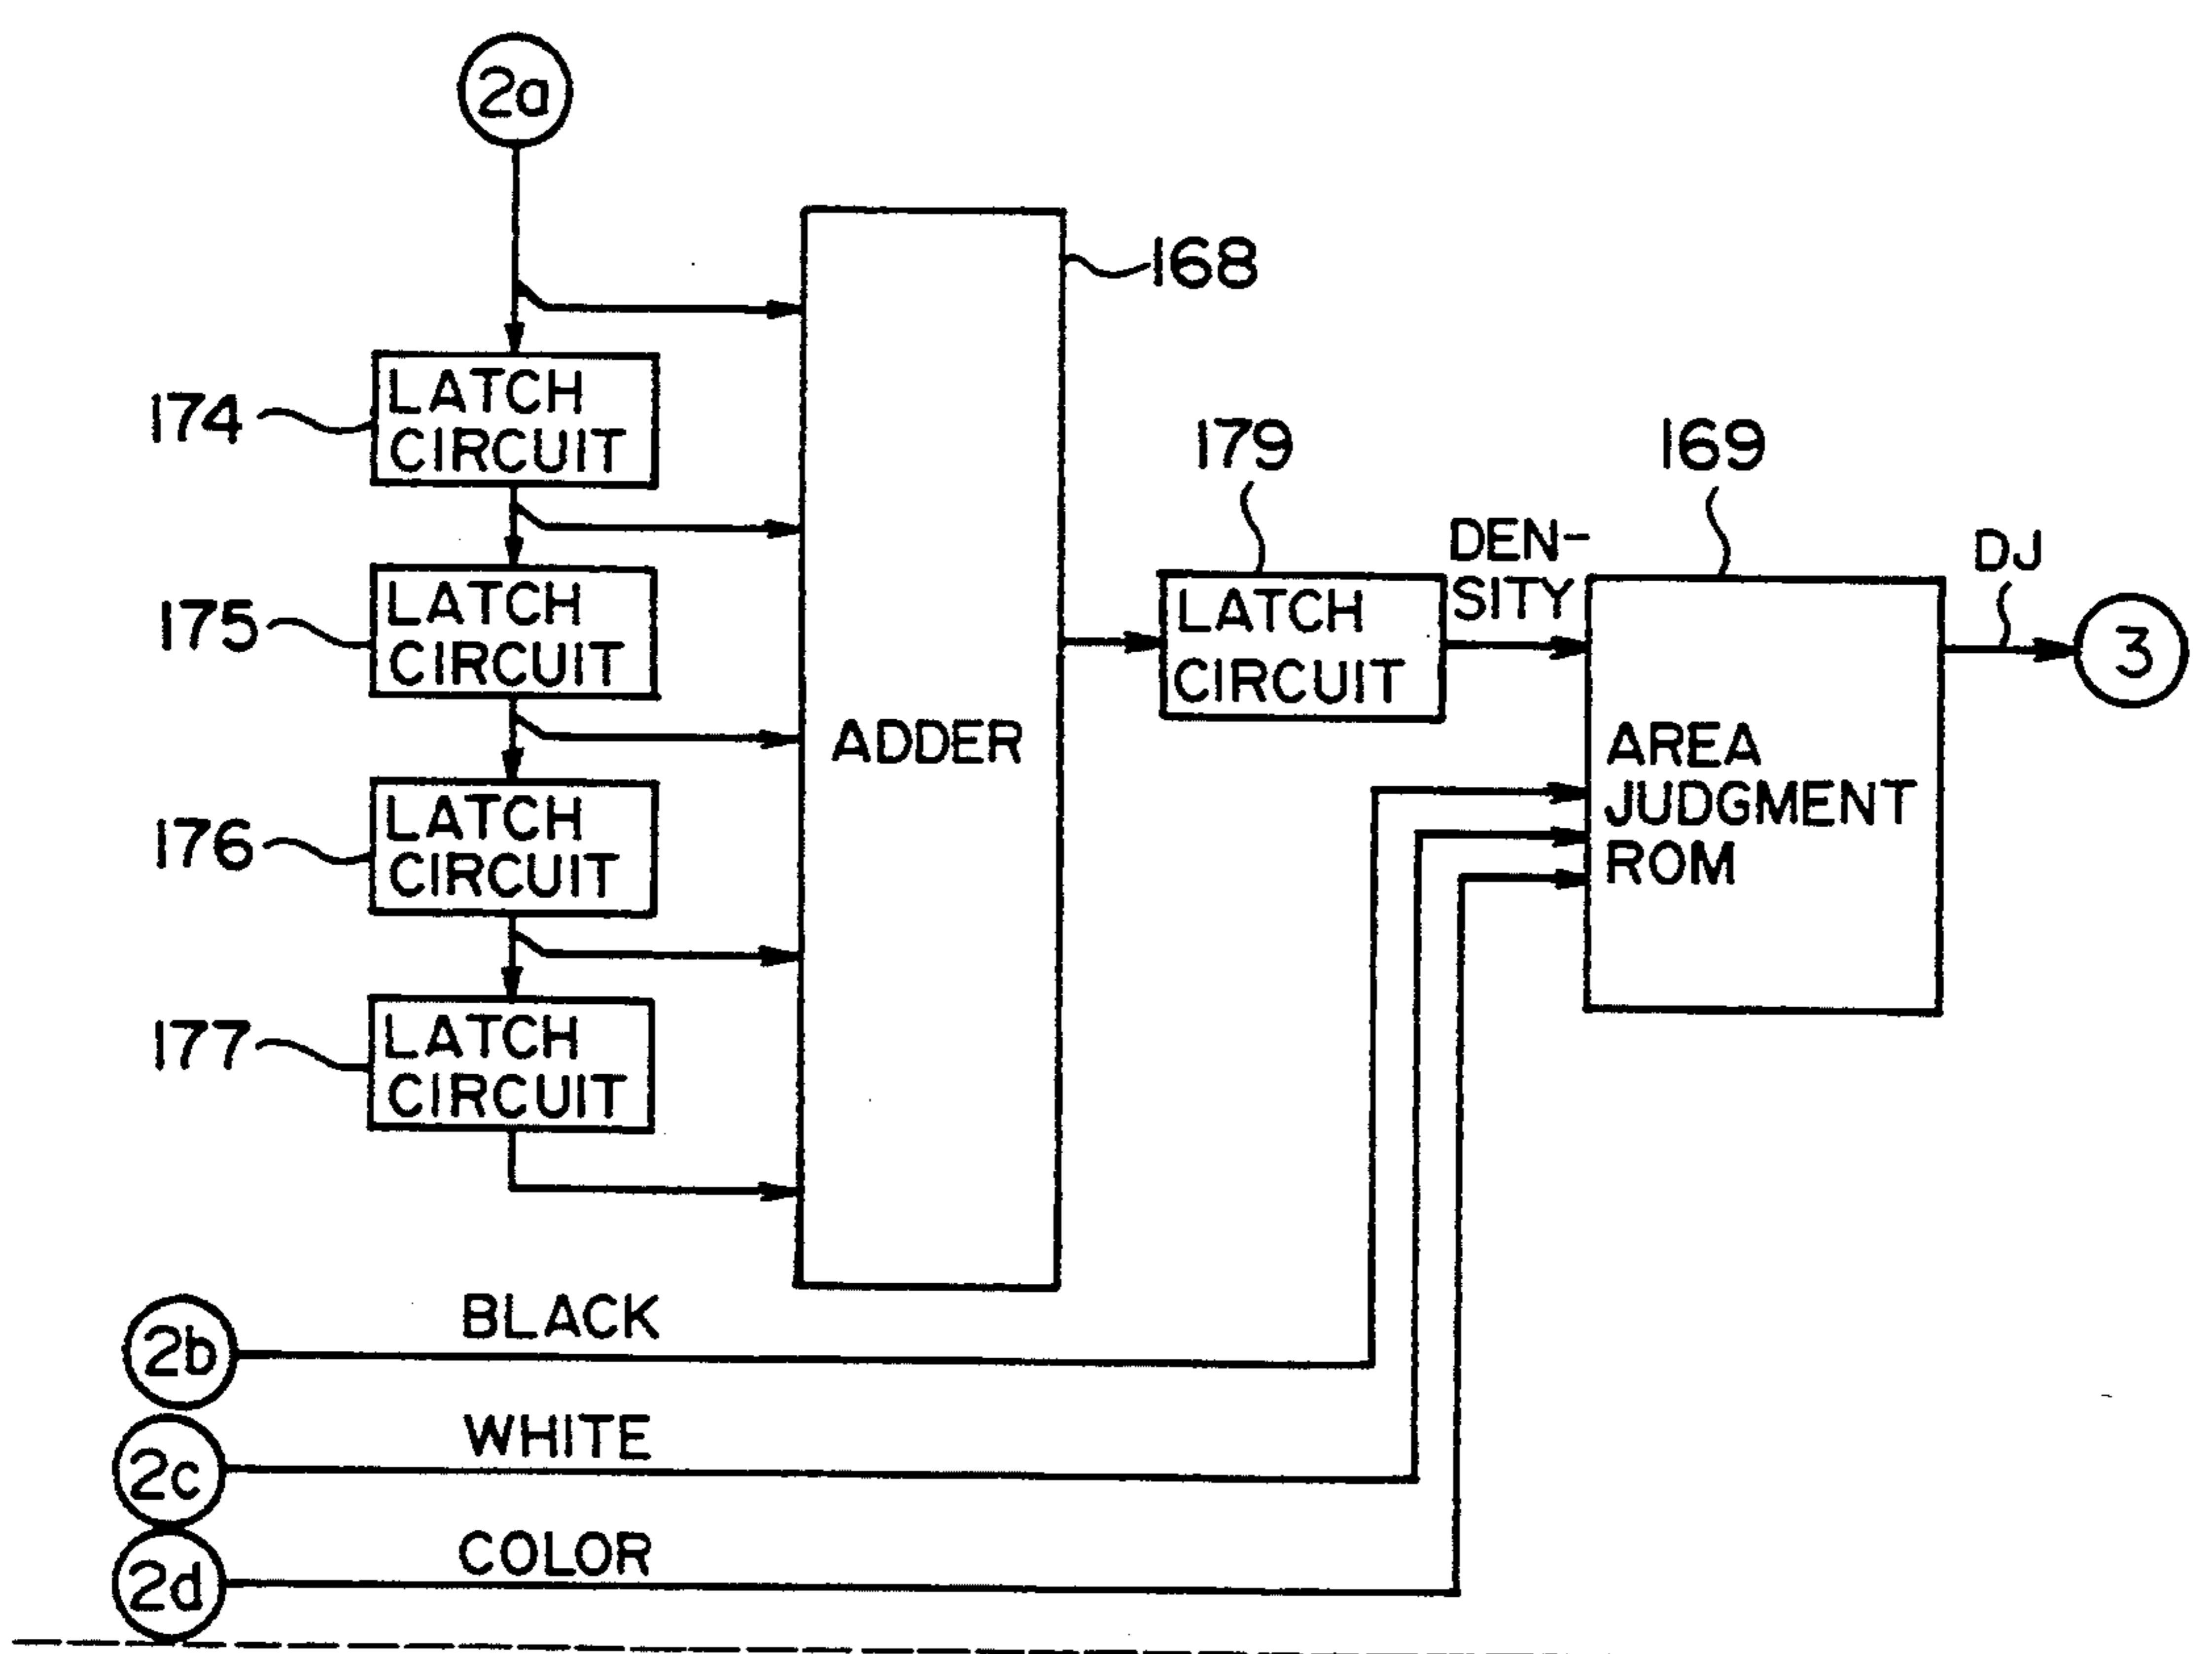 2a
168
LATCH
CIRCUIT
174
179
169
DEN-
SITY
DJ
LATCH
CIRCUIT
175
LATCH
CIRCUIT
3
ADDER
AREA
JUDGMENT
ROM
LATCH
CIRCUIT
176
LATCH
CIRCUIT
177
2b
BLACK
2c
WHITE
2d
COLOR